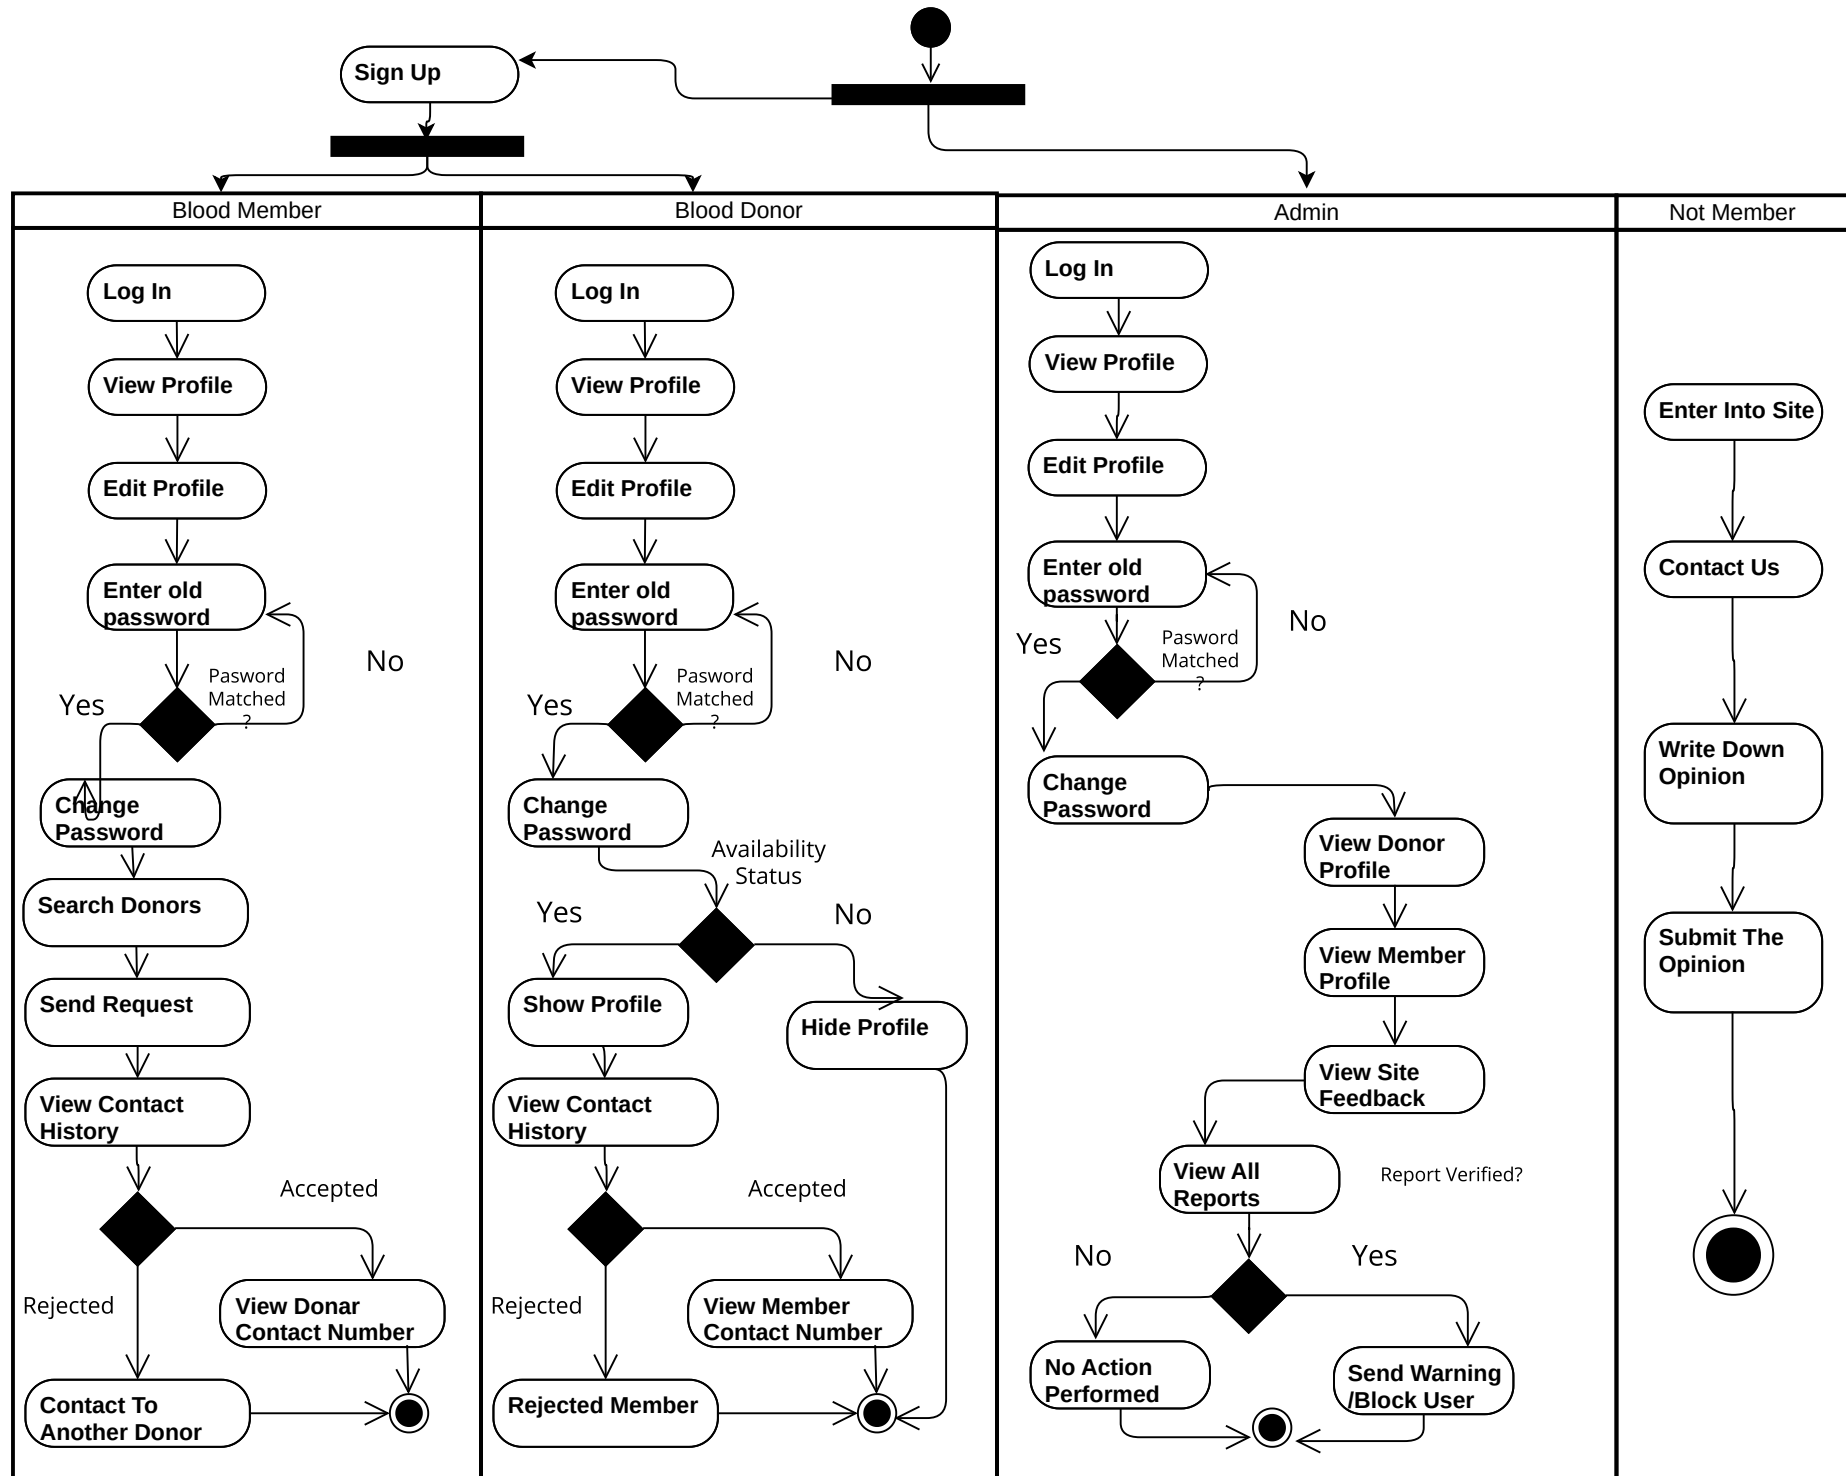 Sign Up
Blood Member
Blood Donor
Admin
Not Member
Log In
View Profile
Edit Profile
Enter old
password
No
Pasword
Matched
?
Yes
Change
Password
Search Donors
Send Request
View Contact
History
Accepted
Rejected
View Donar
Contact Number
Contact To
Another Donor
Log In
View Profile
Edit Profile
Enter old
password
No
Pasword
Matched
?
Yes
Change
Password
Availability
Status
Yes
No
Show Profile
Hide Profile
View Contact
History
Accepted
Rejected
View Member
Contact Number
Rejected Member
Log In
View Profile
Edit Profile
Enter old
password
No
Yes
Pasword
Matched
?
Change
Password
View Donor
Profile
View Member
Profile
View Site
Feedback
View All
Reports
Report Verified?
No
Yes
No Action
Performed
Send Warning
/Block User
Enter Into Site
Contact Us
Write Down
Opinion
Submit The
Opinion